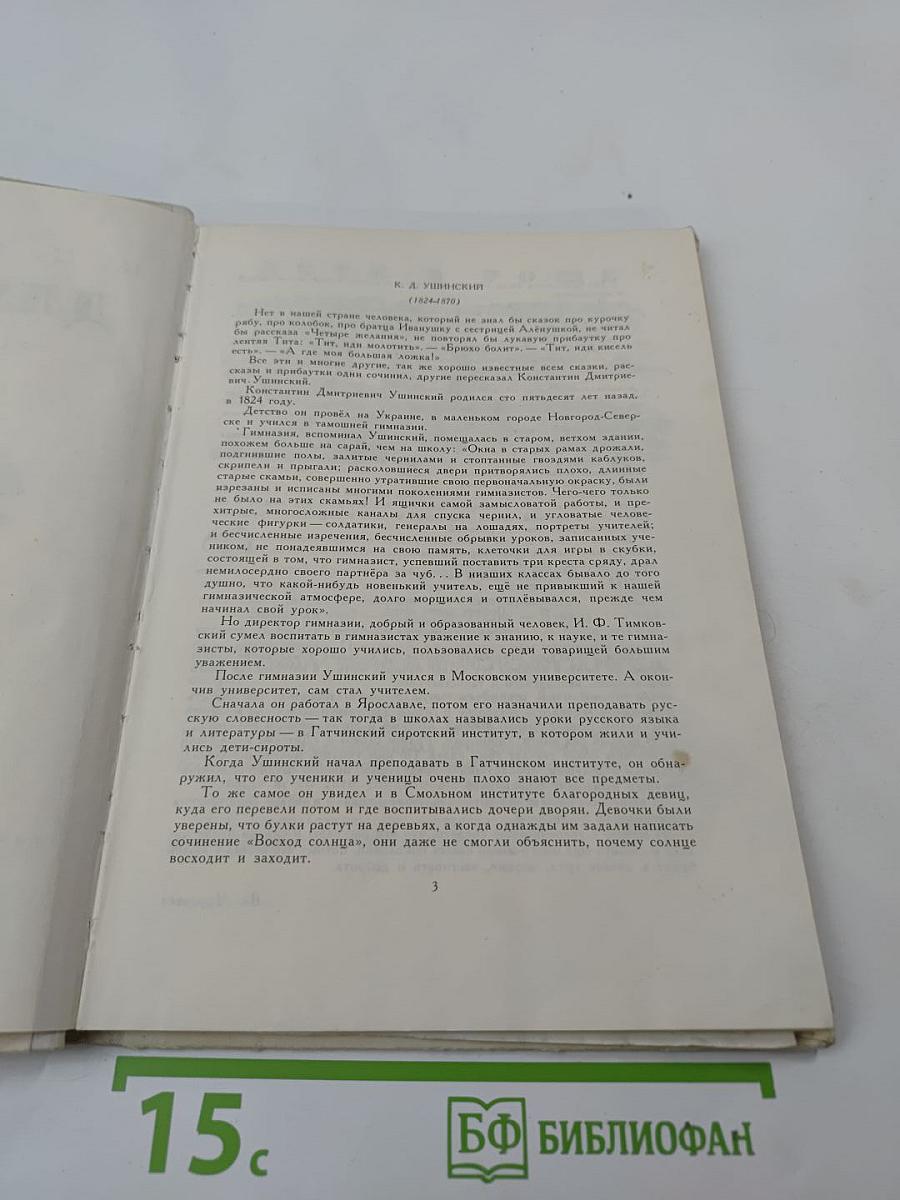 К. Д. УШИНСКИЙ
(1824-1870)
Нет в нашей стране человека, который не знал бы сказок про курочку
рябу, про колобок, про братца Иванушку с сестрицей Алёнушкой, не читал
бы рассказа «Четыре желания», не повторял бы лукавую прибаутку про
лентяя Тита: «Тит, иди молотить». — «Брюхо болит». — «Тит, иди кисель
есть». — «А где моя большая ложка!»
Все эти и многие другие, так же хорошо известные всем сказки, рас-
сказы и прибаутки одни сочинил, другие пересказал Константин Дмитрие-
вич Ушинский.
Константин Дмитриевич Ушинский родился сто пятьдесят лет назад,
в 1824 году.
Детство он провёл на Украине, в маленьком городе Новгород-Север-
ске и учился в тамошней гимназии.
Гимназия, вспоминал Ушинский, помещалась в старом, ветхом здании,
похожем больше на сарай, чем на школу: «Окна в старых рамах дрожали,
подгнившие полы, залитые чернилами и стоптанные гвоздями каблуков,
скрипели и прыгали; расколовшиеся двери притворялись плохо, длинные
старые скамьи, совершенно утратившие свою первоначальную окраску, были
изрезаны и исписаны многими поколениями гимназистов. Чего-чего только
не было на этих скамьях! И ящички самой замысловатой работы, и пре-
хитрые, многосложные каналы для спуска чернил, и угловатые челове-
ческие фигурки — солдатики, генералы на лошадях, портреты учителей;
и бесчисленные изречения, бесчисленные обрывки уроков, записанных уче-
ником, не понадеявшимся на свою память, клеточки для игры в скубки,
состоящей в том, что гимназист, успевший поставить три креста сряду, драл
немилосердно своего партнёра за чуб... В низших классах бывало до того
душно, что какой-нибудь новенький учитель, ещё не привыкший к нашей
гимназической атмосфере, долго морщился и отплёвывался, прежде чем
начинал свой урок».
Но директор гимназии, добрый и образованный человек, И. Ф. Тимков-
ский сумел воспитать в гимназистах уважение к знанию, к науке, и те гимна-
зисты, которые хорошо учились, пользовались среди товарищей большим
уважением.
После гимназии Ушинский учился в Московском университете. А окон-
чив университет, сам стал учителем.
Сначала он работал в Ярославле, потом его назначили преподавать рус-
скую словесность — так тогда в школах назывались уроки русского языка
и литературы — в Гатчинский сиротский институт, в котором жили и учи-
лись дети-сироты.
Когда Ушинский начал преподавать в Гатчинском институте, он обна-
ружил, что его ученики и ученицы очень плохо знают все предметы.
То же самое он увидел и в Смольном институте благородных девиц,
куда его перевели потом и где воспитывались дочери дворян. Девочки были
уверены, что булки растут на деревьях, а когда однажды им задали написать
сочинение «Восход солнца», они даже не смогли объяснить, почему солнце
восходит и заходит.
3
15 с
БФ БИБЛИОФАН